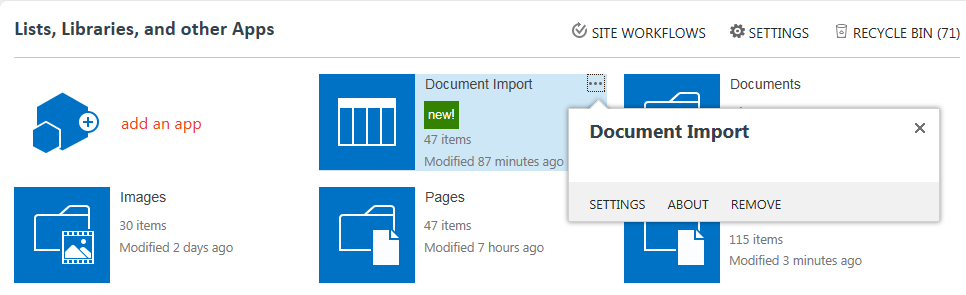 Lists, Libraries, and other Apps
SITE WORKFLOWS
SETTINGS
RECYCLE BIN (71)
add an app
Document Import
new!
47 items
Modified 87 minutes ago
Documents
Document Import
SETTINGS ABOUT REMOVE
Images
30 items
Modified 2 days ago
Pages
47 items
Modified 7 hours ago
115 items
Modified 3 minutes ago